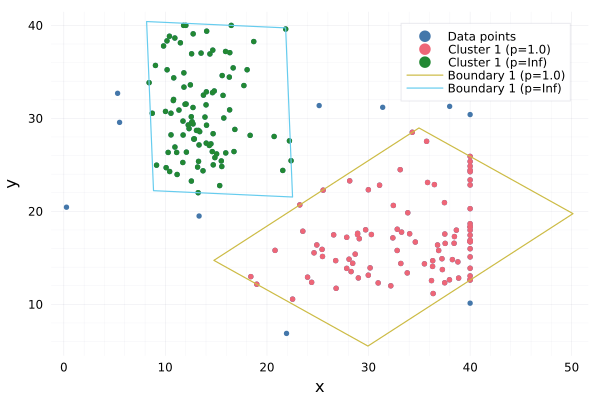 40
30
20
10
y
0
10
20
30
40
50
x
Data points
Cluster 1 (p=1.0)
Cluster 1 (p=Inf)
Boundary 1 (p=1.0)
Boundary 1 (p=Inf)